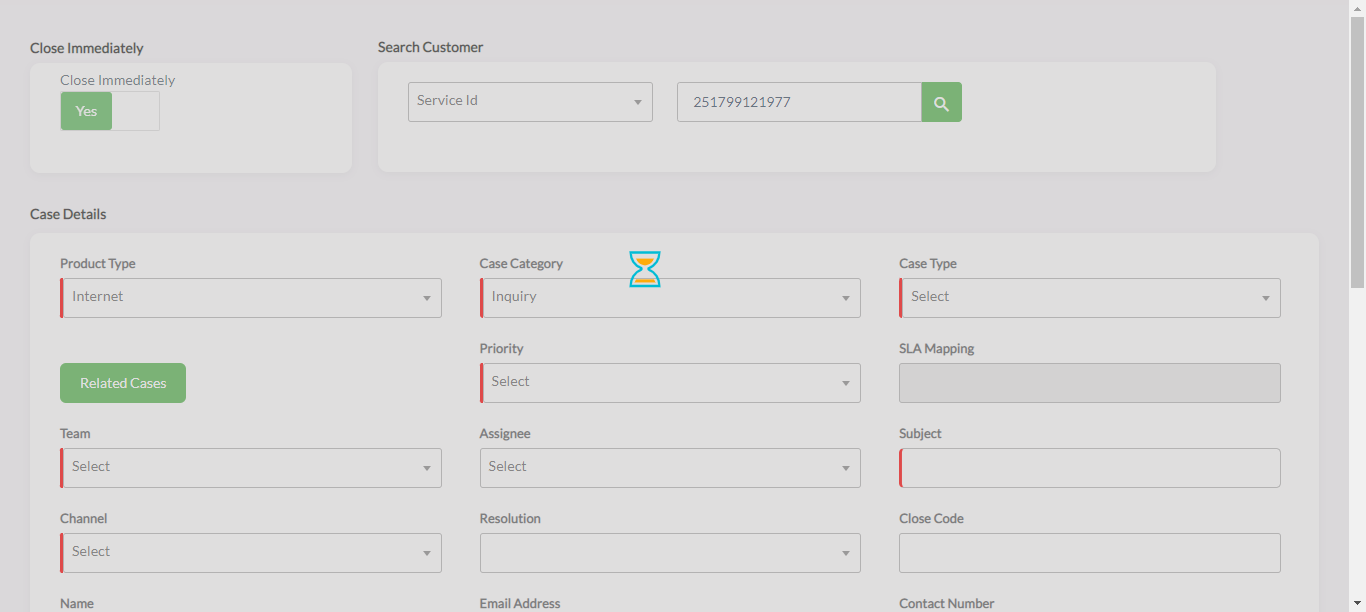 Close Immediately
Search Customer
Close Immediately
Yes
Service Id
251799121977
Case Details
Product Type
Case Category
Case Type
Internet
Inquiry
Select
Priority
SLA Mapping
Related Cases
Select
Team
Assignee
Subject
Select
Select
Channel
Resolution
Close Code
Select
Name
Email Address
Contact Number